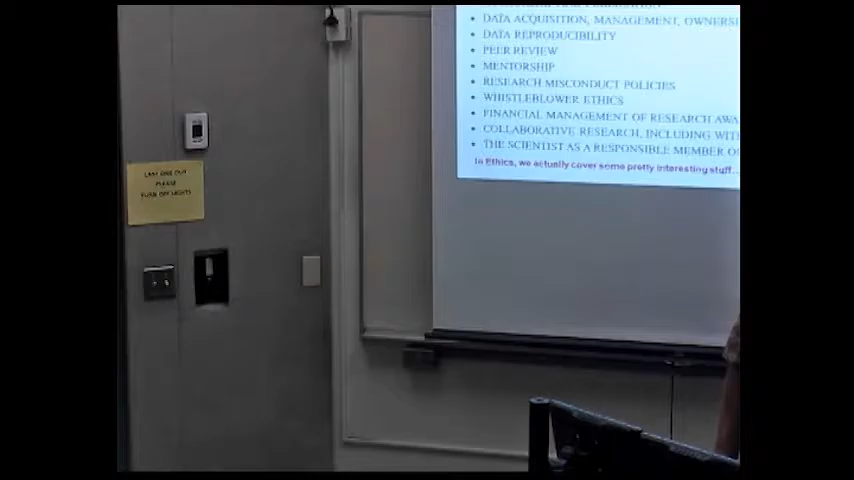 DATA ACQUISITION, MANAGEMENT, OWNERS
• DATA REPRODUCIBILITY
• PEER REVIEW
• MENTORSHIP
• RESEARCH MISCONDUCT POLICIES
• WHISTLEBLOWER ETHICS
• FINANCIAL MANAGEMENT OF RESEARCH AWA
• COLLABORATIVE RESEARCH, INCLUDING WITH
• THE SCIENTIST AS A RESPONSIBLE MEMBER O
In Ethics, we actually cover some pretty interesting stuff...
LAST ONE OUT
PLEASE
TURN OFF LIGHTS